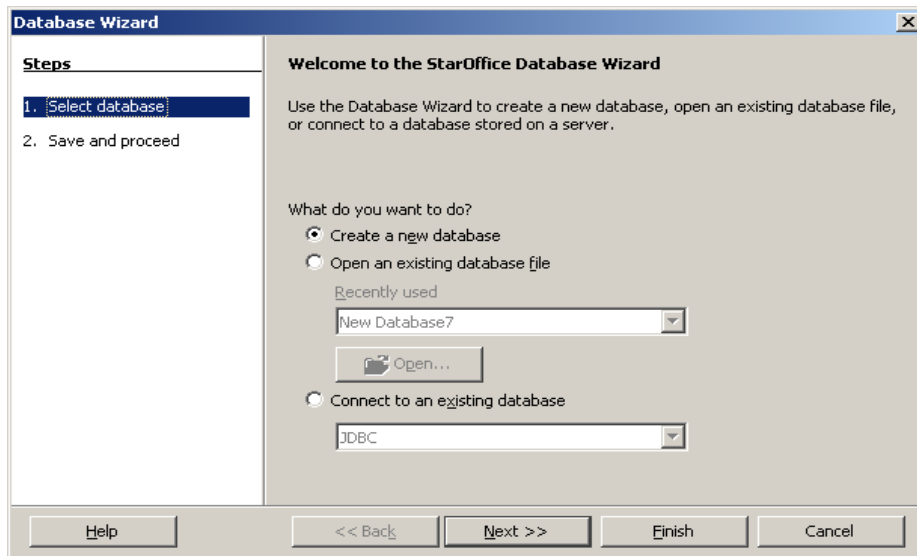 Database Wizard
Steps
1. Select database
2. Save and proceed
Welcome to the StarOffice Database Wizard
Use the Database Wizard to create a new database, open an existing database file,
or connect to a database stored on a server.
What do you want to do?
Create a new database
Open an existing database file
Recently used
New Database7
Open...
Connect to an existing database
JDBC
Help
<< Back
Next >>
Finish
Cancel